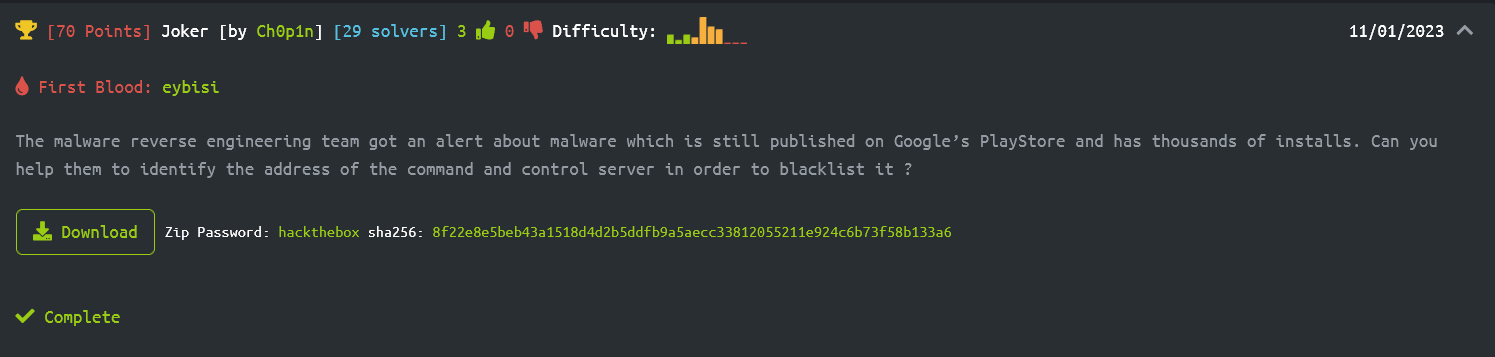 [70 Points] Joker [by Ch0p1n] [29 solvers] 3 0 Difficulty: 11/01/2023
First Blood: eybisi
The malware reverse engineering team got an alert about malware which is still published on Google’s PlayStore and has thousands of installs. Can you
help them to identify the address of the command and control server in order to blacklist it ?
Download Zip Password: hackthebox sha256: 8f22e8e5beb43a1518d4d2b5ddfb9a5aecc33812055211e924c6b73f58b133a6
Complete